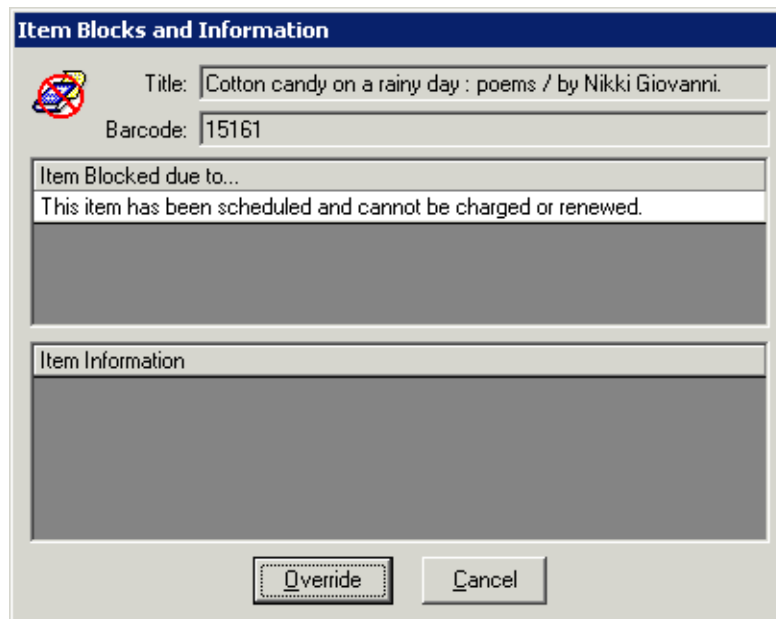 Item Blocks and Information
Title: Cotton candy on a rainy day : poems / by Nikki Giovanni.
Barcode: 15161
Item Blocked due to...
This item has been scheduled and cannot be charged or renewed.
Item Information
Override Cancel